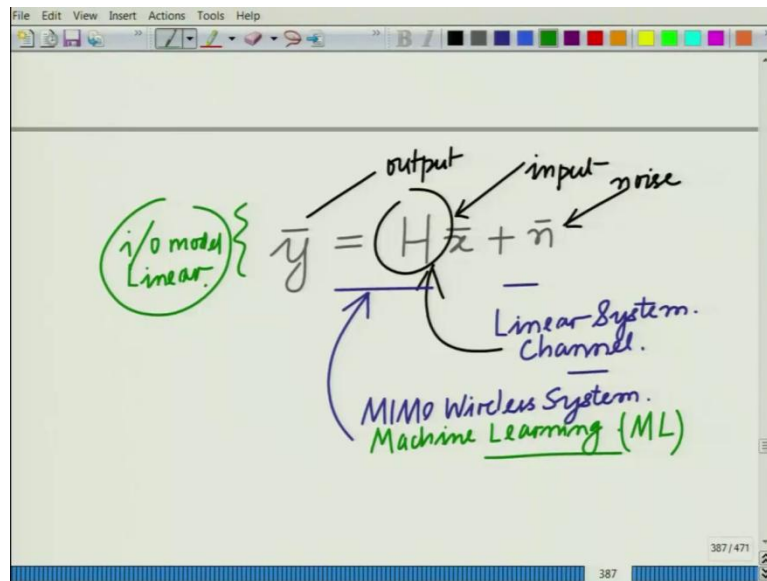 File Edit View Insert Actions Tools Help
B I
output
input
noise
i/o model
Linear.
ȳ = H x̄ + n̄
Linear System.
Channel.
MIMO Wireless System.
Machine Learning (ML)
387/471
387